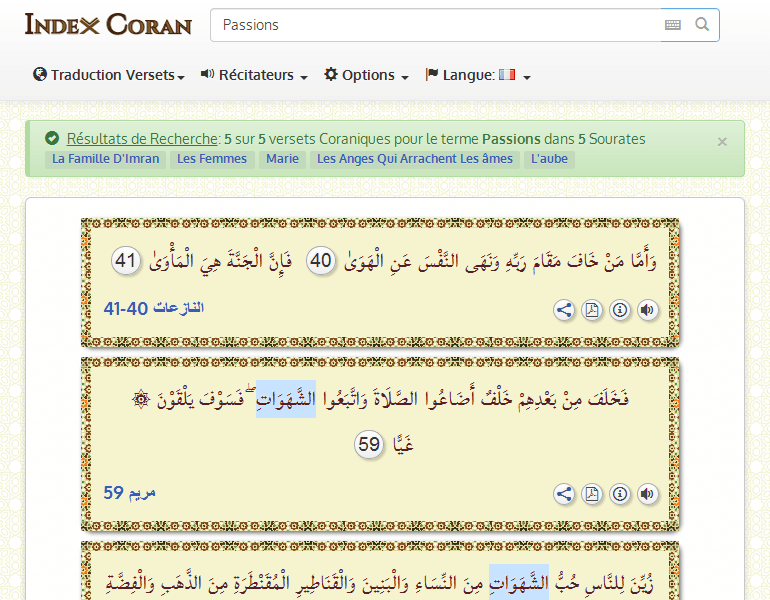 INDEX CORAN
Passions
Traduction Versets Récitateurs Options Langue:
Résultats de Recherche: 5 sur 5 versets Coraniques pour le terme Passions dans 5 Sourates ×
La Famille D'Imran Les Femmes Marie Les Anges Qui Arrachent Les âmes L'aube
وَأَمَّا مَنْ خَافَ مَقَامَ رَبِّهِ وَنَهَى النَّفْسَ عَنِ الْهَوَىٰ 40 فَإِنَّ الْجَنَّةَ هِيَ الْمَأْوَىٰ 41
النازعات 40-41
فَخَلَفَ مِنْ بَعْدِهِمْ خَلْفٌ أَضَاعُوا الصَّلَاةَ وَاتَّبَعُوا الشَّهَوَاتِ ۖ فَسَوْفَ يَلْقَوْنَ ۞
غَيًّا 59
مريم 59
زُيِّنَ لِلنَّاسِ حُبُّ الشَّهَوَاتِ مِنَ النِّسَاءِ وَالْبَنِينَ وَالْقَنَاطِيرِ الْمُقَنْطَرَةِ مِنَ الذَّهَبِ وَالْفِضَّةِ